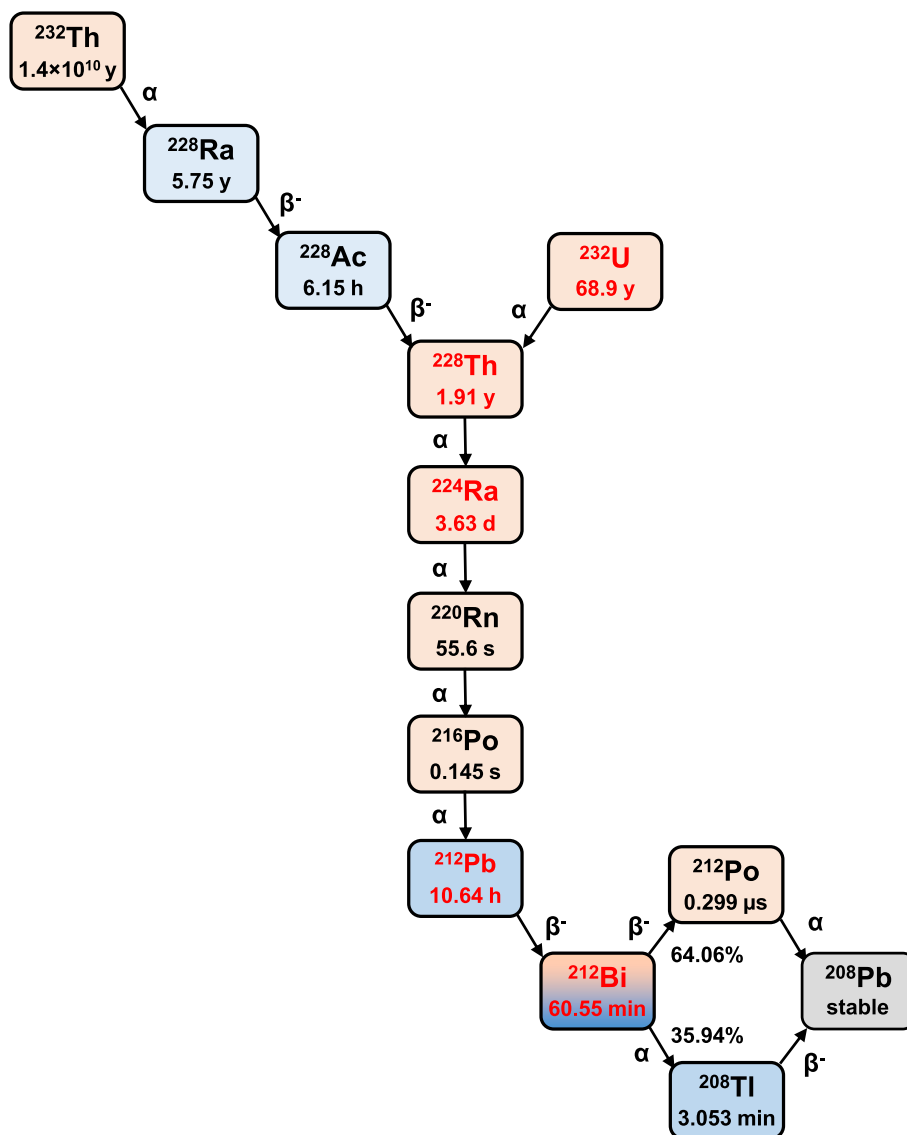 ²³²Th
1.4×10¹⁰ y
α
²²⁸Ra
5.75 y
β⁻
²²⁸Ac
6.15 h
²³²U
68.9 y
β⁻
α
²²⁸Th
1.91 y
α
²²⁴Ra
3.63 d
α
²²⁰Rn
55.6 s
α
²¹⁶Po
0.145 s
α
²¹²Pb
10.64 h
²¹²Po
0.299 µs
β⁻
β⁻
α
64.06%
²¹²Bi
60.55 min
²⁰⁸Pb
stable
35.94%
α
β⁻
²⁰⁸Tl
3.053 min